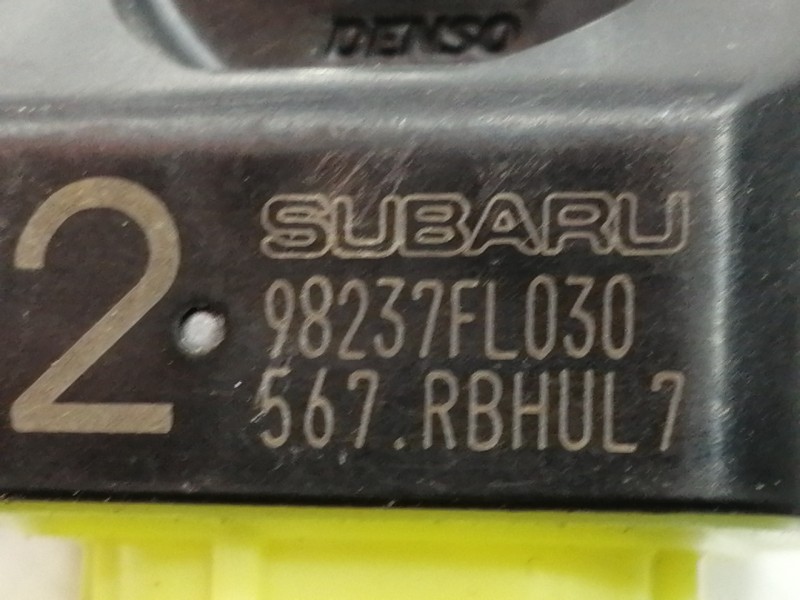 DENSO
2
SUBARU
98237FL030
567.RBHUL7